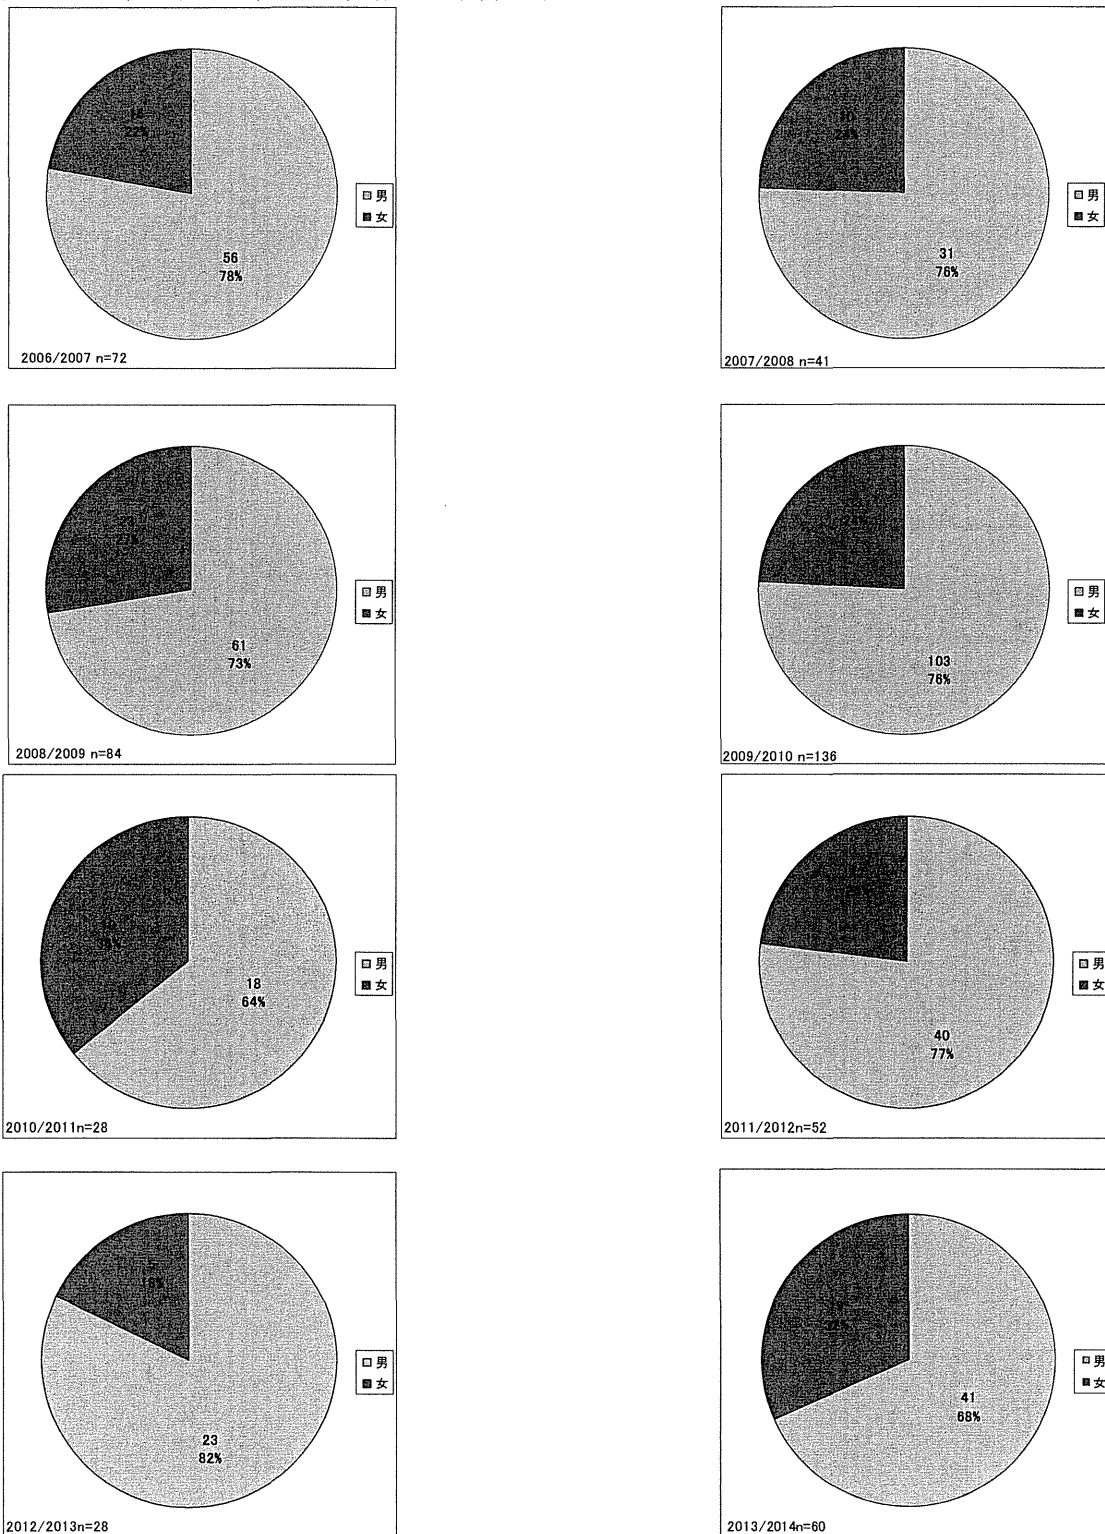 16
22%
56
78%
男
女
2006/2007 n=72
10
24%
31
76%
男
女
2007/2008 n=41
23
27%
61
73%
男
女
2008/2009 n=84
24%
103
76%
男
女
2009/2010 n=136
18
64%
男
女
2010/2011n=28
40
77%
男
女
2011/2012n=52
18%
23
82%
男
女
2012/2013n=28
41
68%
男
女
2013/2014n=60